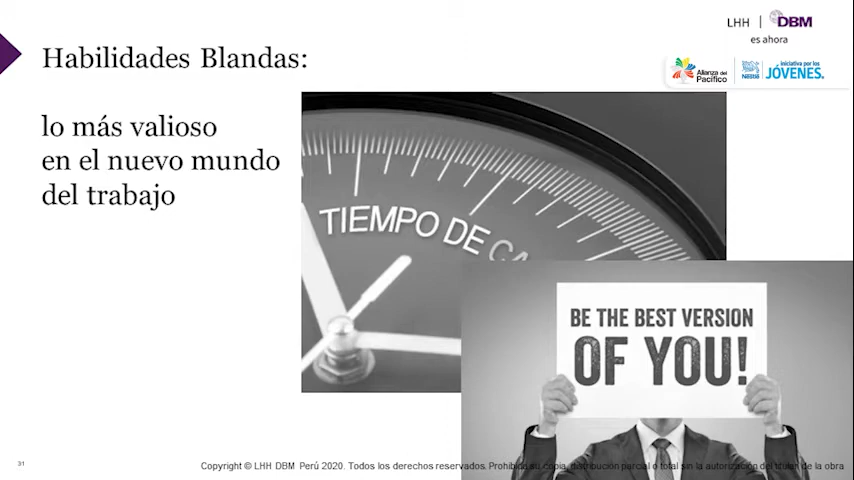 LHH | DBM
es ahora
Alianza del
Pacífico
Nestlé
iniciativa por los
JÓVENES.
Habilidades Blandas:
lo más valioso
en el nuevo mundo
del trabajo
TIEMPO DE CA
BE THE BEST VERSION
OF YOU!
31
Copyright © LHH DBM Perú 2020. Todos los derechos reservados. Prohibida su copia, distribución parcial o total sin la autorización del titular de la obra